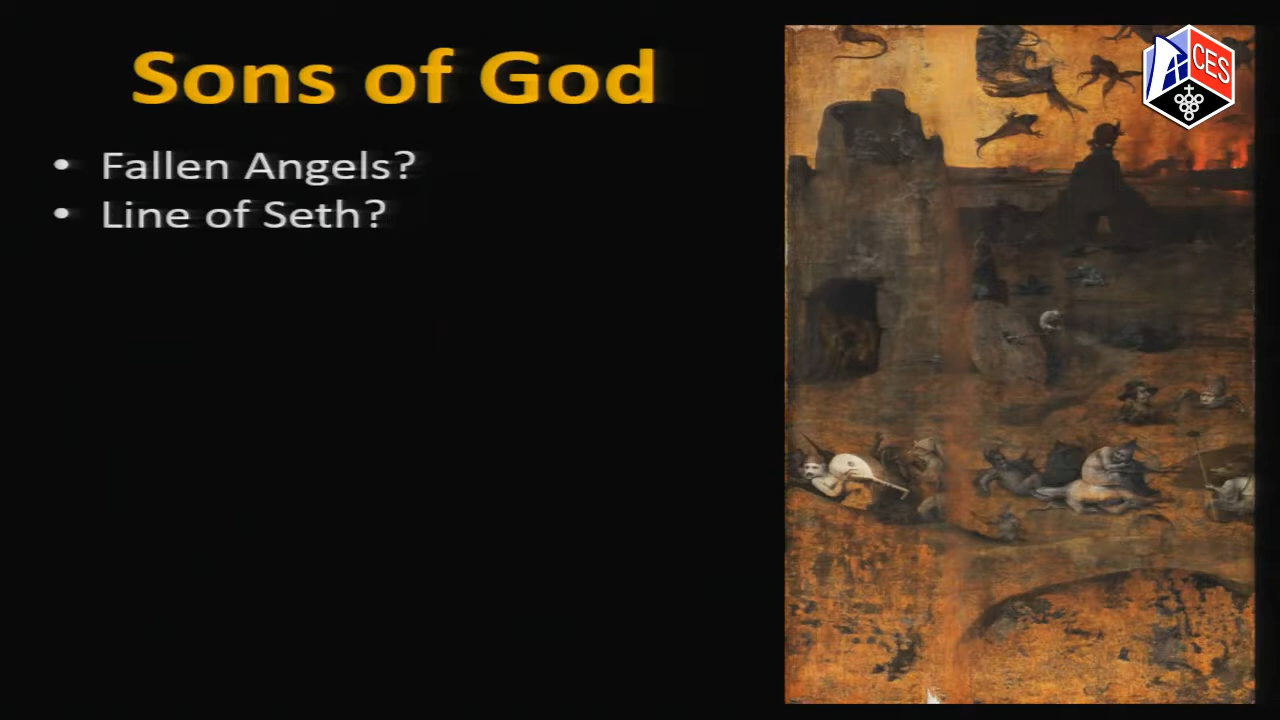 Sons of God
• Fallen Angels?
• Line of Seth?
CES